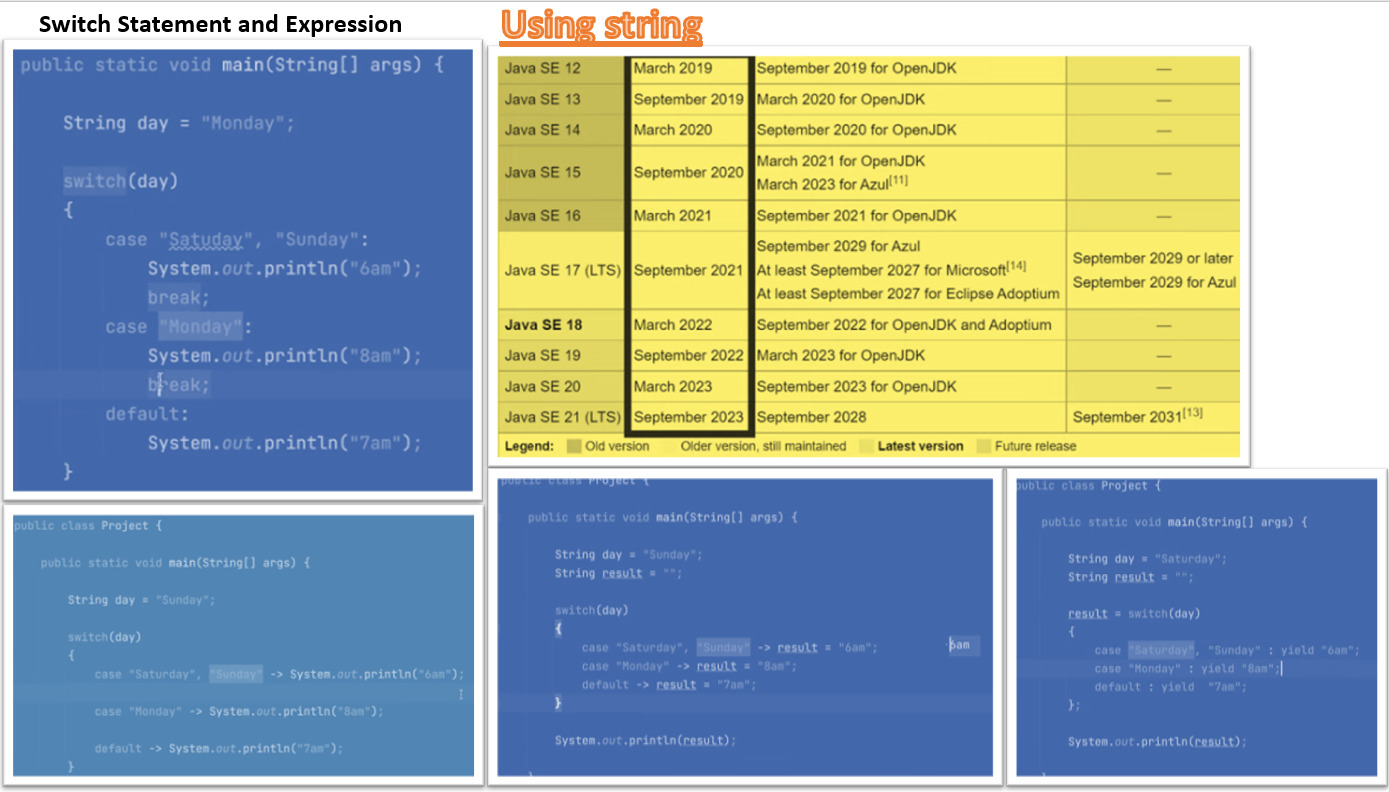 Switch Statement and Expression
Using string
public static void main(String[] args) {
String day = "Monday";
switch(day)
{
case "Satuday", "Sunday":
System.out.println("6am");
break;
case "Monday":
System.out.println("8am");
break;
default:
System.out.println("7am");
}
Java SE 12 March 2019 September 2019 for OpenJDK —
Java SE 13 September 2019 March 2020 for OpenJDK —
Java SE 14 March 2020 September 2020 for OpenJDK —
Java SE 15 September 2020 March 2021 for OpenJDK —
March 2023 for Azul[11]
Java SE 16 March 2021 September 2021 for OpenJDK —
Java SE 17 (LTS) September 2021 September 2029 for Azul
At least September 2027 for Microsoft[14]
At least September 2027 for Eclipse Adoptium
September 2029 or later
September 2029 for Azul
Java SE 18 March 2022 September 2022 for OpenJDK and Adoptium —
Java SE 19 September 2022 March 2023 for OpenJDK —
Java SE 20 March 2023 September 2023 for OpenJDK —
Java SE 21 (LTS) September 2023 September 2028 September 2031[13]
Legend: Old version Older version, still maintained Latest version Future release
public class Project {
public static void main(String[] args) {
String day = "Sunday";
switch(day)
{
case "Saturday", "Sunday" -> System.out.println("6am");
case "Monday" -> System.out.println("8am");
default -> System.out.println("7am");
}
public class Project {
public static void main(String[] args) {
String day = "Sunday";
String result = "";
switch(day)
{
case "Saturday", "Sunday" -> result = "6am";
case "Monday" -> result = "8am";
default -> result = "7am";
}
System.out.println(result);
6am
public class Project {
public static void main(String[] args) {
String day = "Saturday";
String result = "";
result = switch(day)
{
case "Saturday", "Sunday" : yield "6am";
case "Monday" : yield "8am";
default : yield "7am";
};
System.out.println(result);